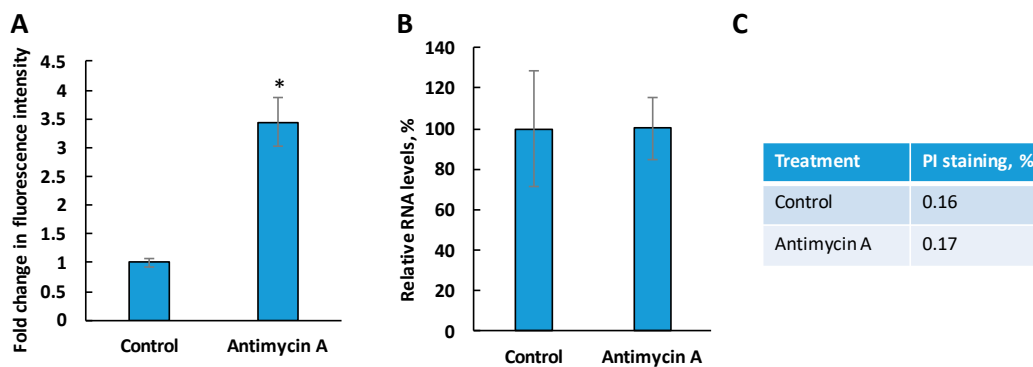 A
Fold change in fluorescence intensity
4.5
4
3.5
3
2.5
2
1.5
1
0.5
0
*
Control Antimycin A
B
Relative RNA levels, %
140
120
100
80
60
40
20
0
Control Antimycin A
C
Treatment PI staining, %
Control 0.16
Antimycin A 0.17